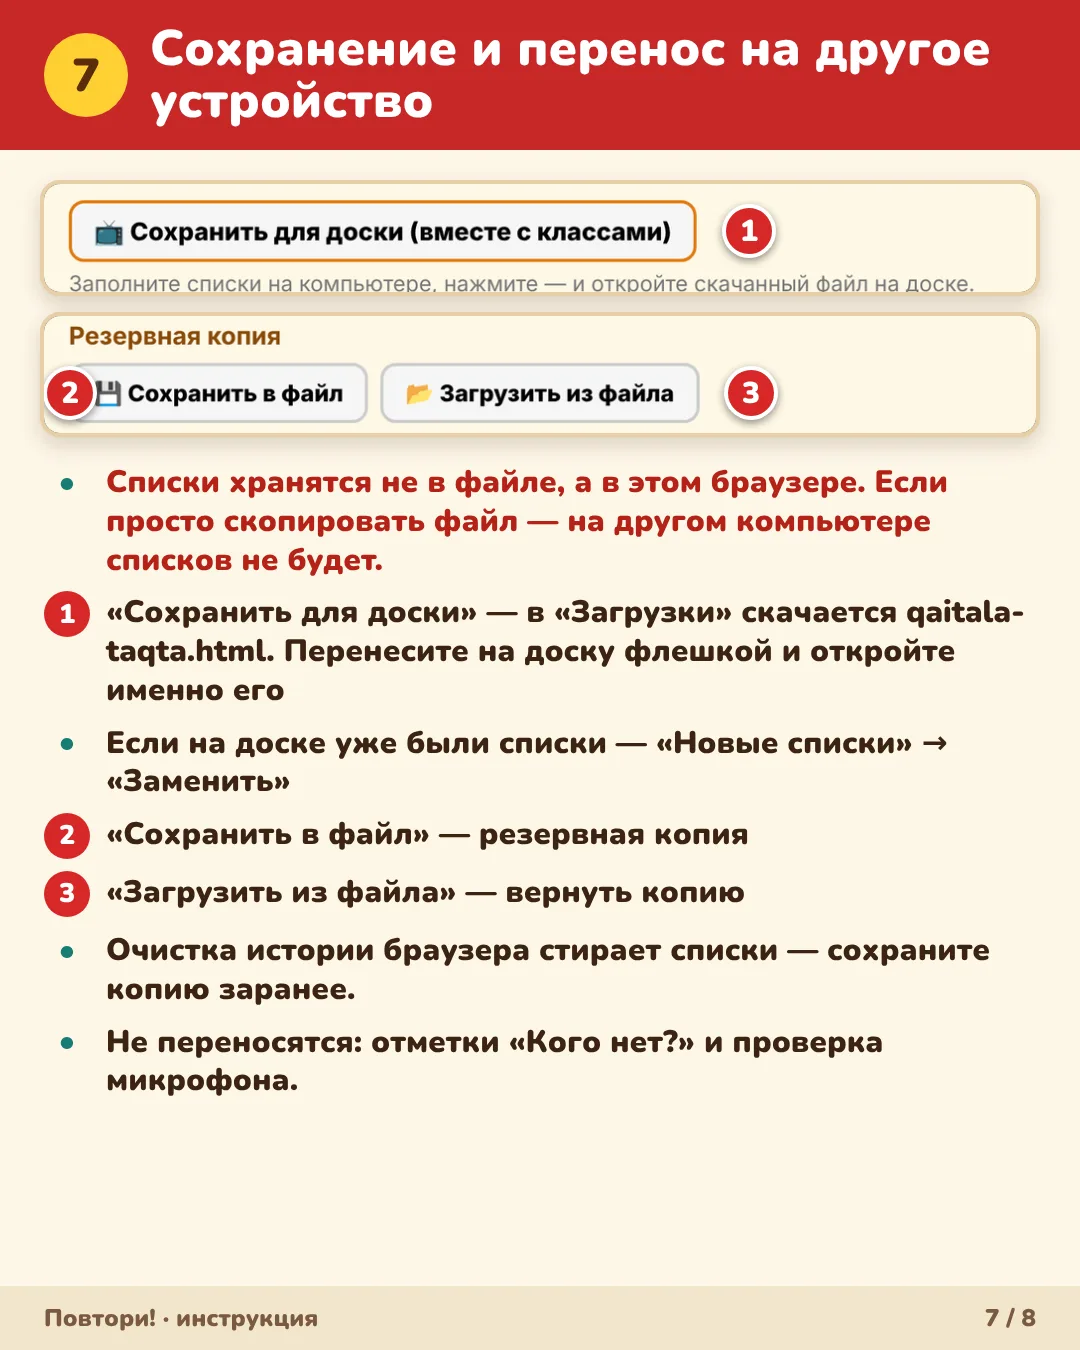 7
Сохранение и перенос на другое
устройство
📺 Сохранить для доски (вместе с классами)
1
Заполните списки на компьютере, нажмите — и откройте скачанный файл на доске.
Резервная копия
2
💾 Сохранить в файл
📂 Загрузить из файла
3
• Списки хранятся не в файле, а в этом браузере. Если
просто скопировать файл — на другом компьютере
списков не будет.
1 «Сохранить для доски» — в «Загрузки» скачается qaitala-
taqta.html. Перенесите на доску флешкой и откройте
именно его
• Если на доске уже были списки — «Новые списки» →
«Заменить»
2 «Сохранить в файл» — резервная копия
3 «Загрузить из файла» — вернуть копию
• Очистка истории браузера стирает списки — сохраните
копию заранее.
• Не переносятся: отметки «Кого нет?» и проверка
микрофона.
Повтори! · инструкция
7 / 8